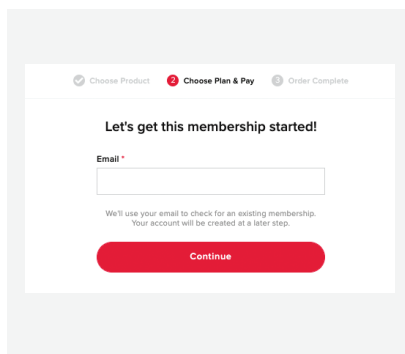 Choose Product 2 Choose Plan & Pay 3 Order Complete
Let's get this membership started!
Email *
We'll use your email to check for an existing membership.
Your account will be created at a later step.
Continue